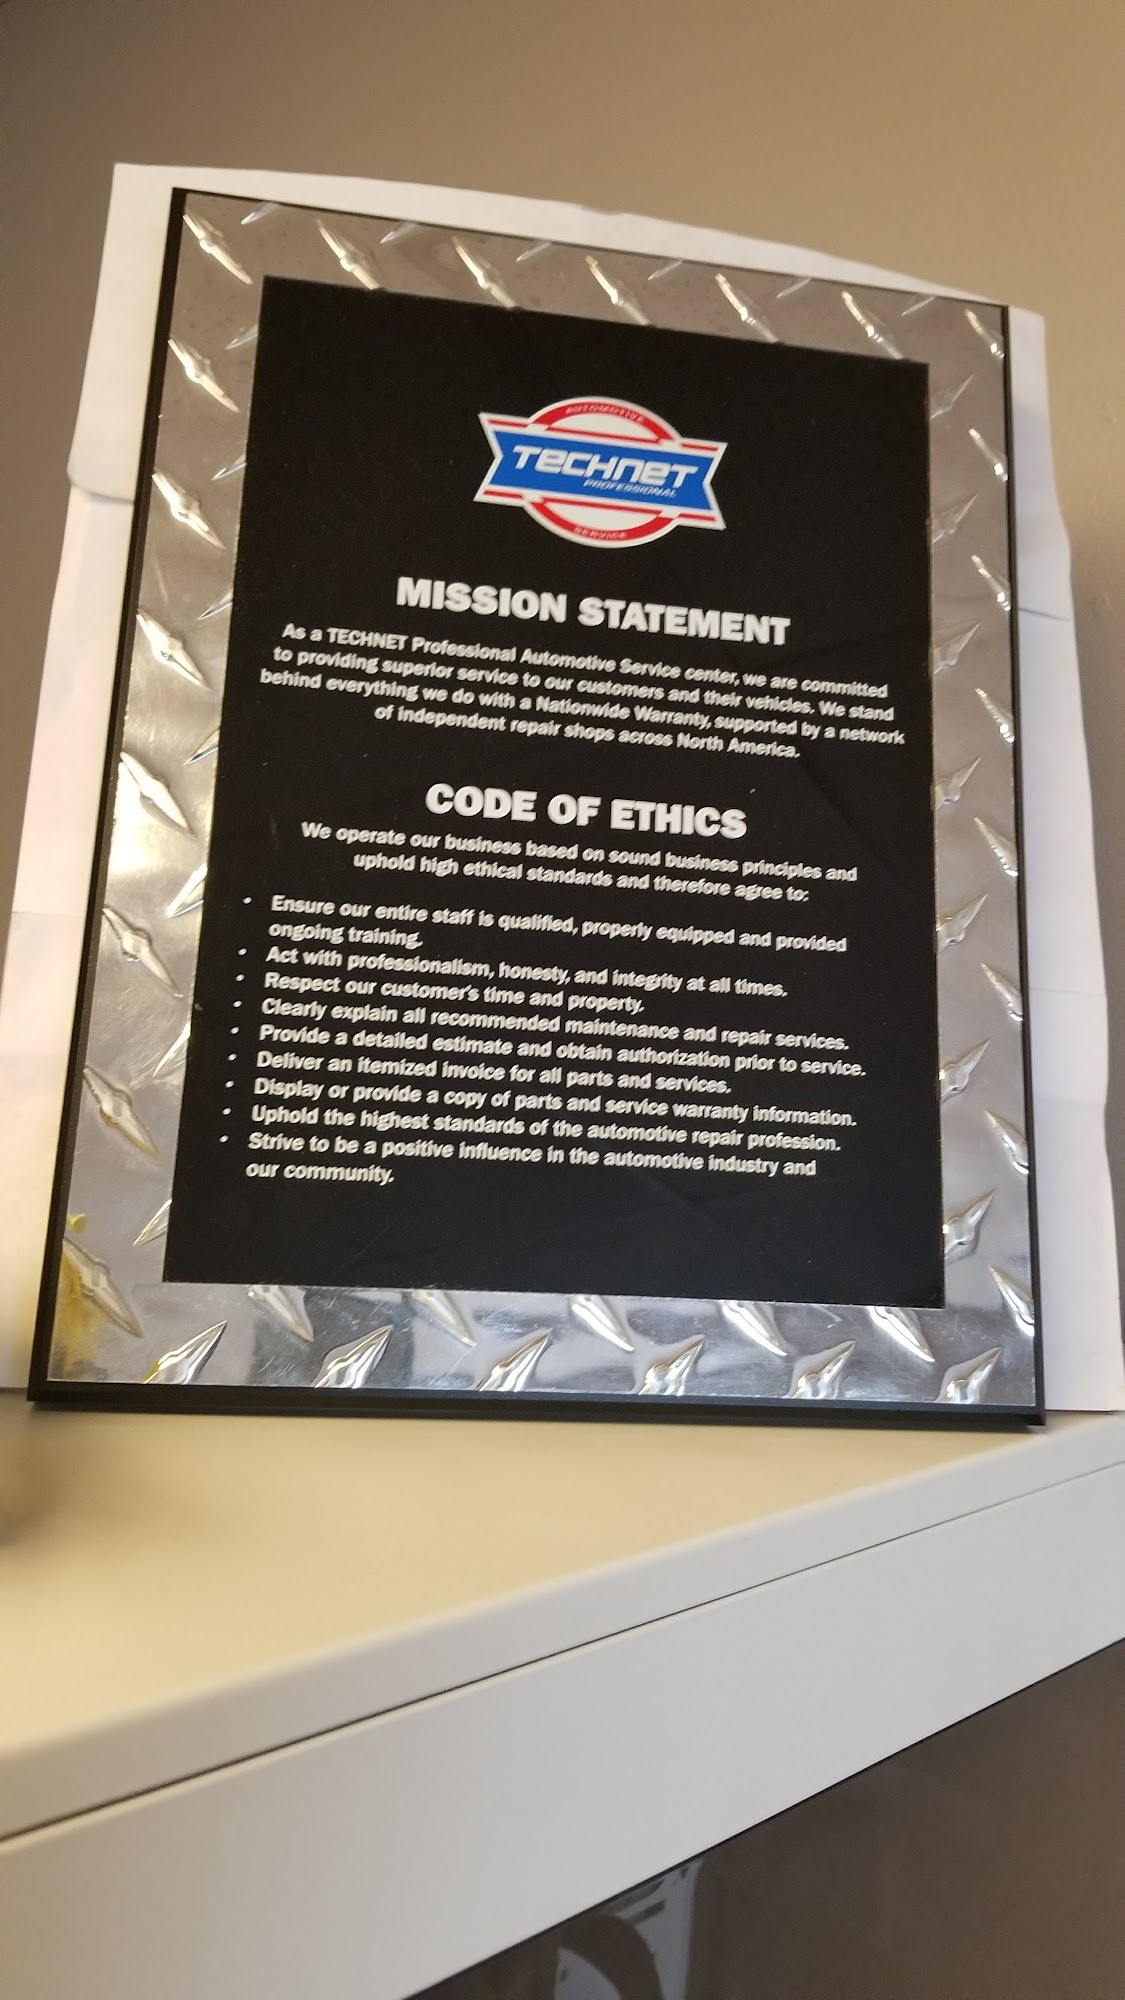 AUTOMOTIVE
TECHNET
PROFESSIONAL
SERVICE
MISSION STATEMENT
As a TECHNET Professional Automotive Service center, we are committed
to providing superior service to our customers and their vehicles. We stand
behind everything we do with a Nationwide Warranty, supported by a network
of independent repair shops across North America.
CODE OF ETHICS
We operate our business based on sound business principles and
uphold high ethical standards and therefore agree to:
• Ensure our entire staff is qualified, properly equipped and provided
ongoing training.
• Act with professionalism, honesty, and integrity at all times.
• Respect our customer's time and property.
• Clearly explain all recommended maintenance and repair services.
• Provide a detailed estimate and obtain authorization prior to service.
• Deliver an itemized invoice for all parts and services.
• Display or provide a copy of parts and service warranty information.
• Uphold the highest standards of the automotive repair profession.
• Strive to be a positive influence in the automotive industry and
our community.